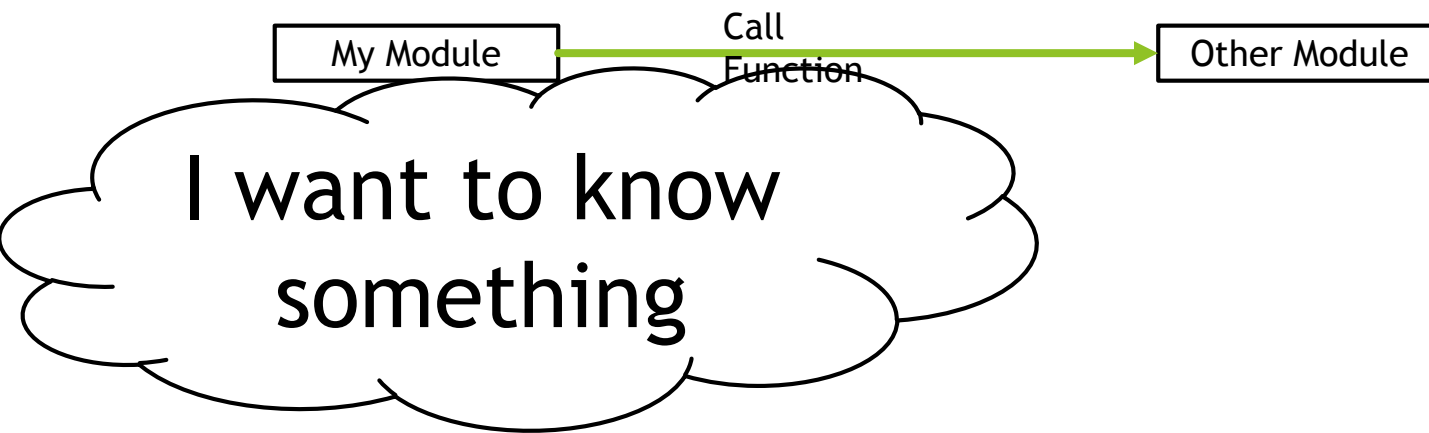 My Module
Call
Function
Other Module
I want to know
something